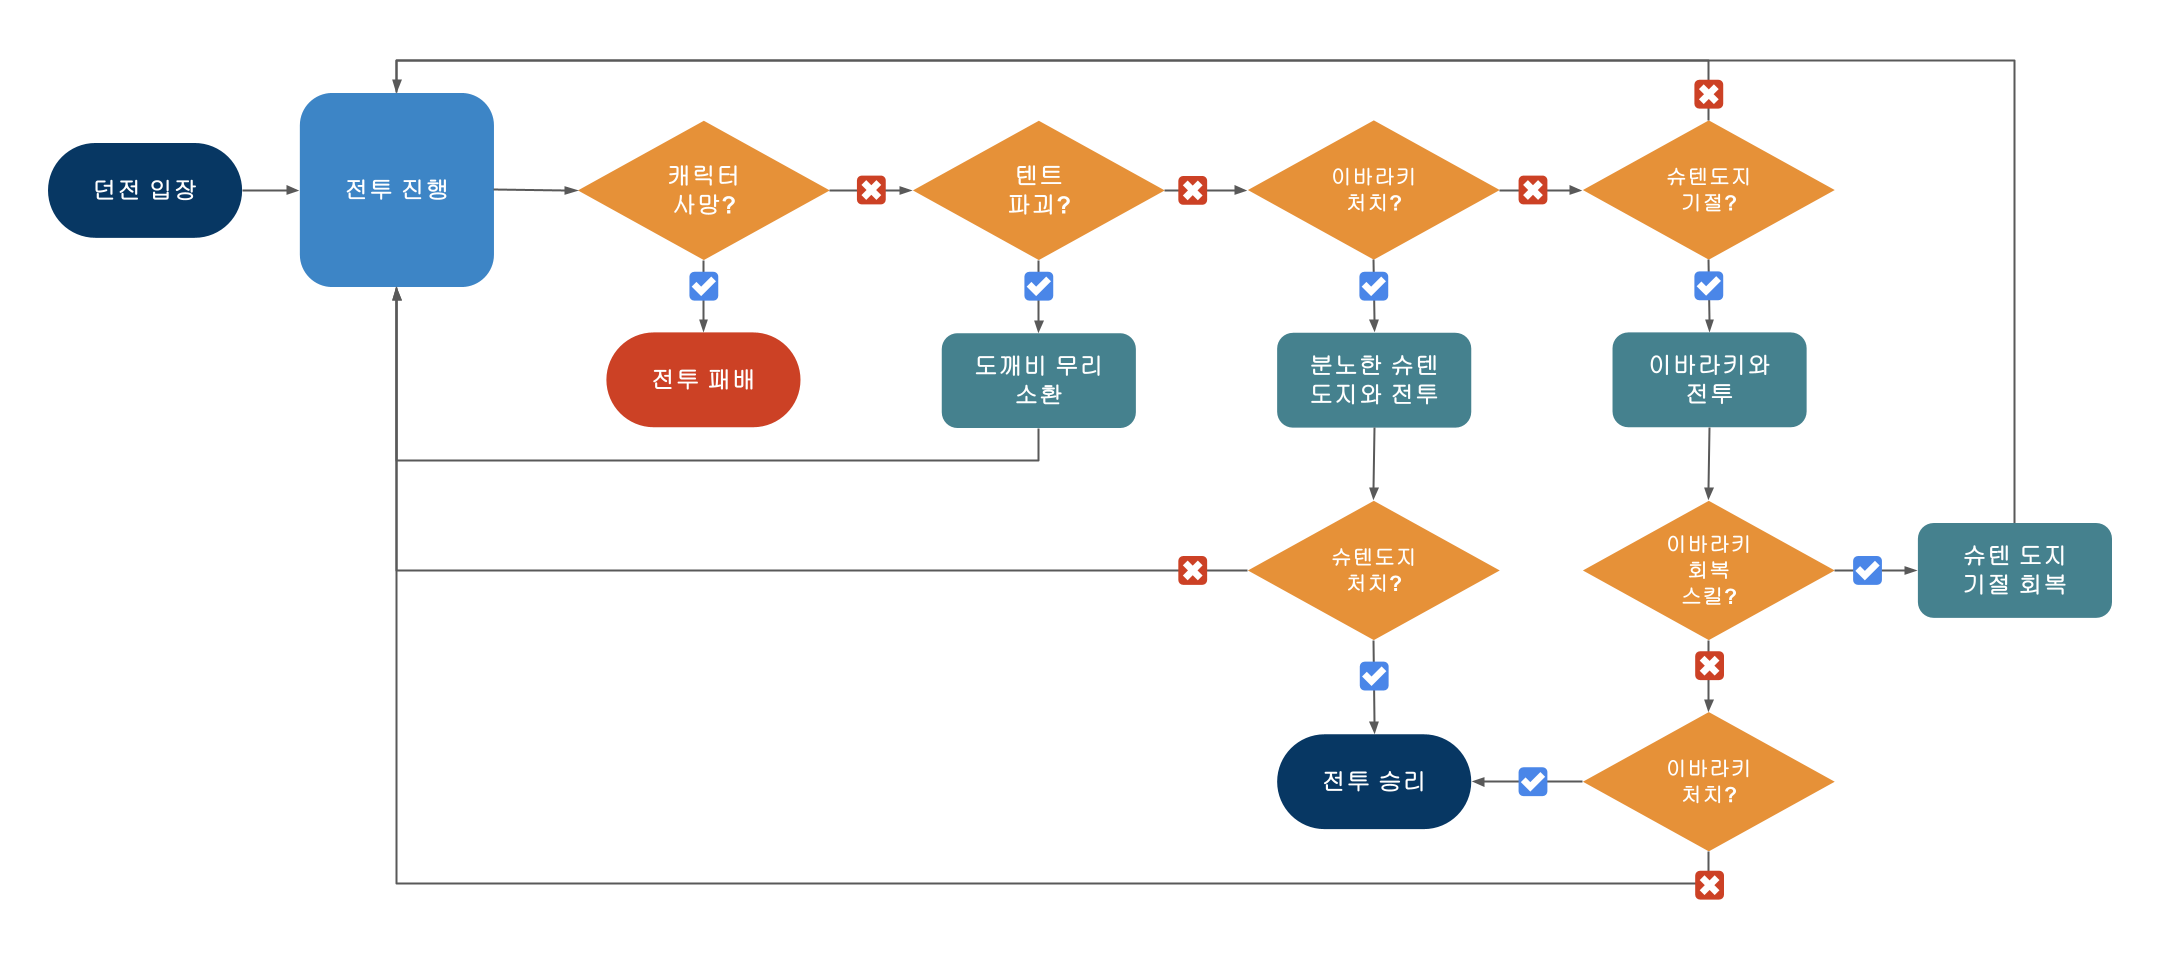 던전 입장
전투 진행
캐릭터
사망?
텐트
파괴?
이바라키
처치?
슈텐도지
기절?
전투 패배
도깨비 무리
소환
분노한 슈텐
도지와 전투
이바라키와
전투
슈텐도지
처치?
이바라키
회복
스킬?
슈텐 도지
기절 회복
전투 승리
이바라키
처치?